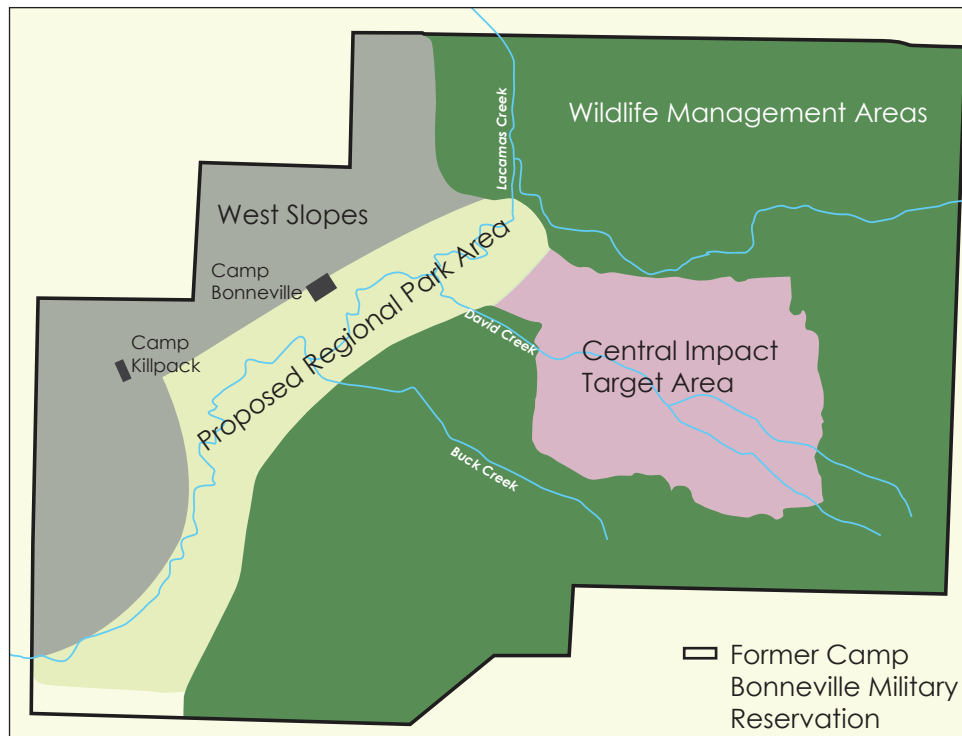 Wildlife Management Areas
Lacamas Creek
West Slopes
Camp
Bonneville
Proposed Regional Park Area
Camp
Killpack
David Creek
Central Impact
Target Area
Buck Creek
Former Camp
Bonneville Military
Reservation